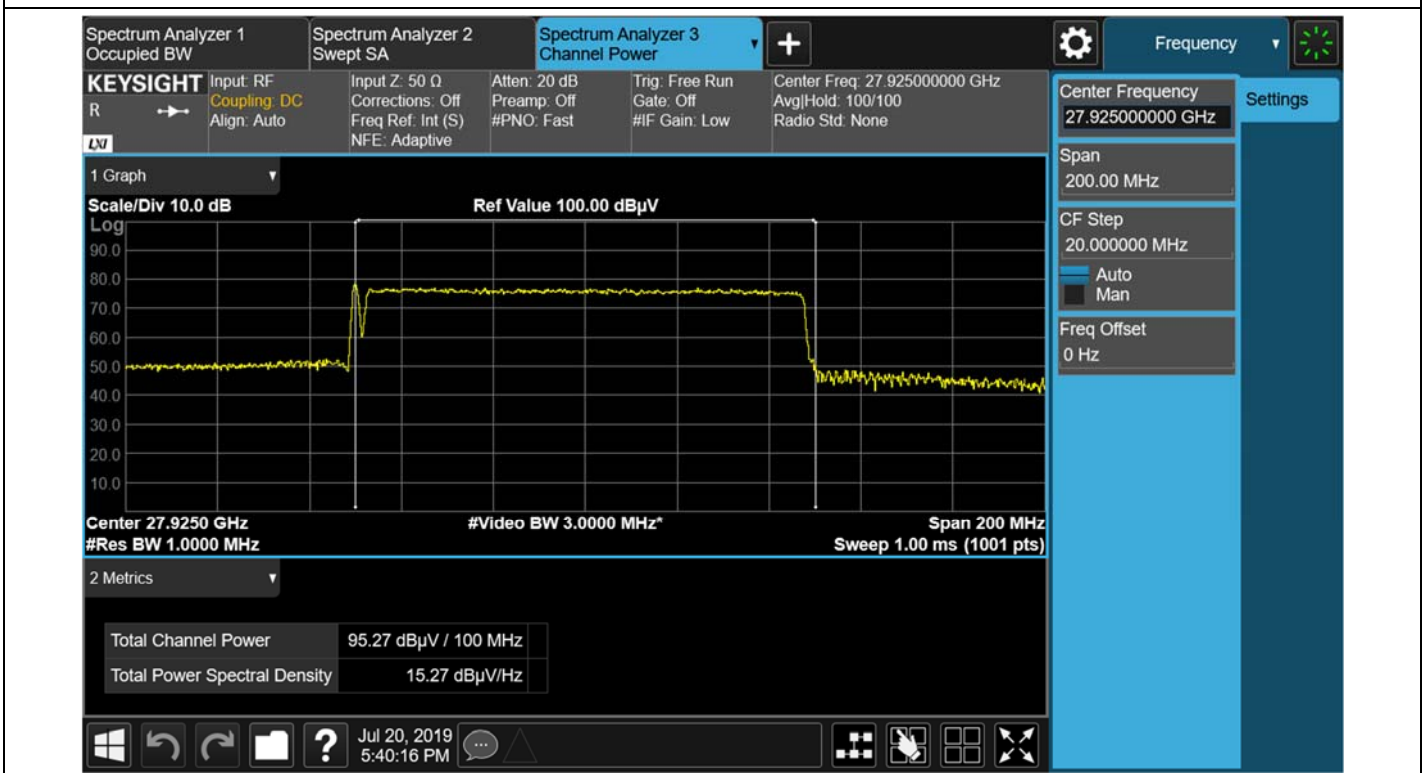 Spectrum Analyzer 1
Occupied BW
Spectrum Analyzer 2
Swept SA
Spectrum Analyzer 3
Channel Power
Frequency
KEYSIGHT
R
LXI
Input: RF
Coupling: DC
Align: Auto
Input Z: 50 Ω
Corrections: Off
Freq Ref: Int (S)
NFE: Adaptive
Atten: 20 dB
Preamp: Off
#PNO: Fast
Trig: Free Run
Gate: Off
#IF Gain: Low
Center Freq: 27.925000000 GHz
Avg|Hold: 100/100
Radio Std: None
Center Frequency
27.925000000 GHz
Settings
Span
200.00 MHz
CF Step
20.000000 MHz
Auto
Man
Freq Offset
0 Hz
1 Graph
Scale/Div 10.0 dB
Ref Value 100.00 dBµV
Log
90.0
80.0
70.0
60.0
50.0
40.0
30.0
20.0
10.0
Center 27.9250 GHz
#Video BW 3.0000 MHz*
Span 200 MHz
#Res BW 1.0000 MHz
Sweep 1.00 ms (1001 pts)
2 Metrics
Total Channel Power 95.27 dBµV / 100 MHz
Total Power Spectral Density 15.27 dBµV/Hz
?
Jul 20, 2019
5:40:16 PM